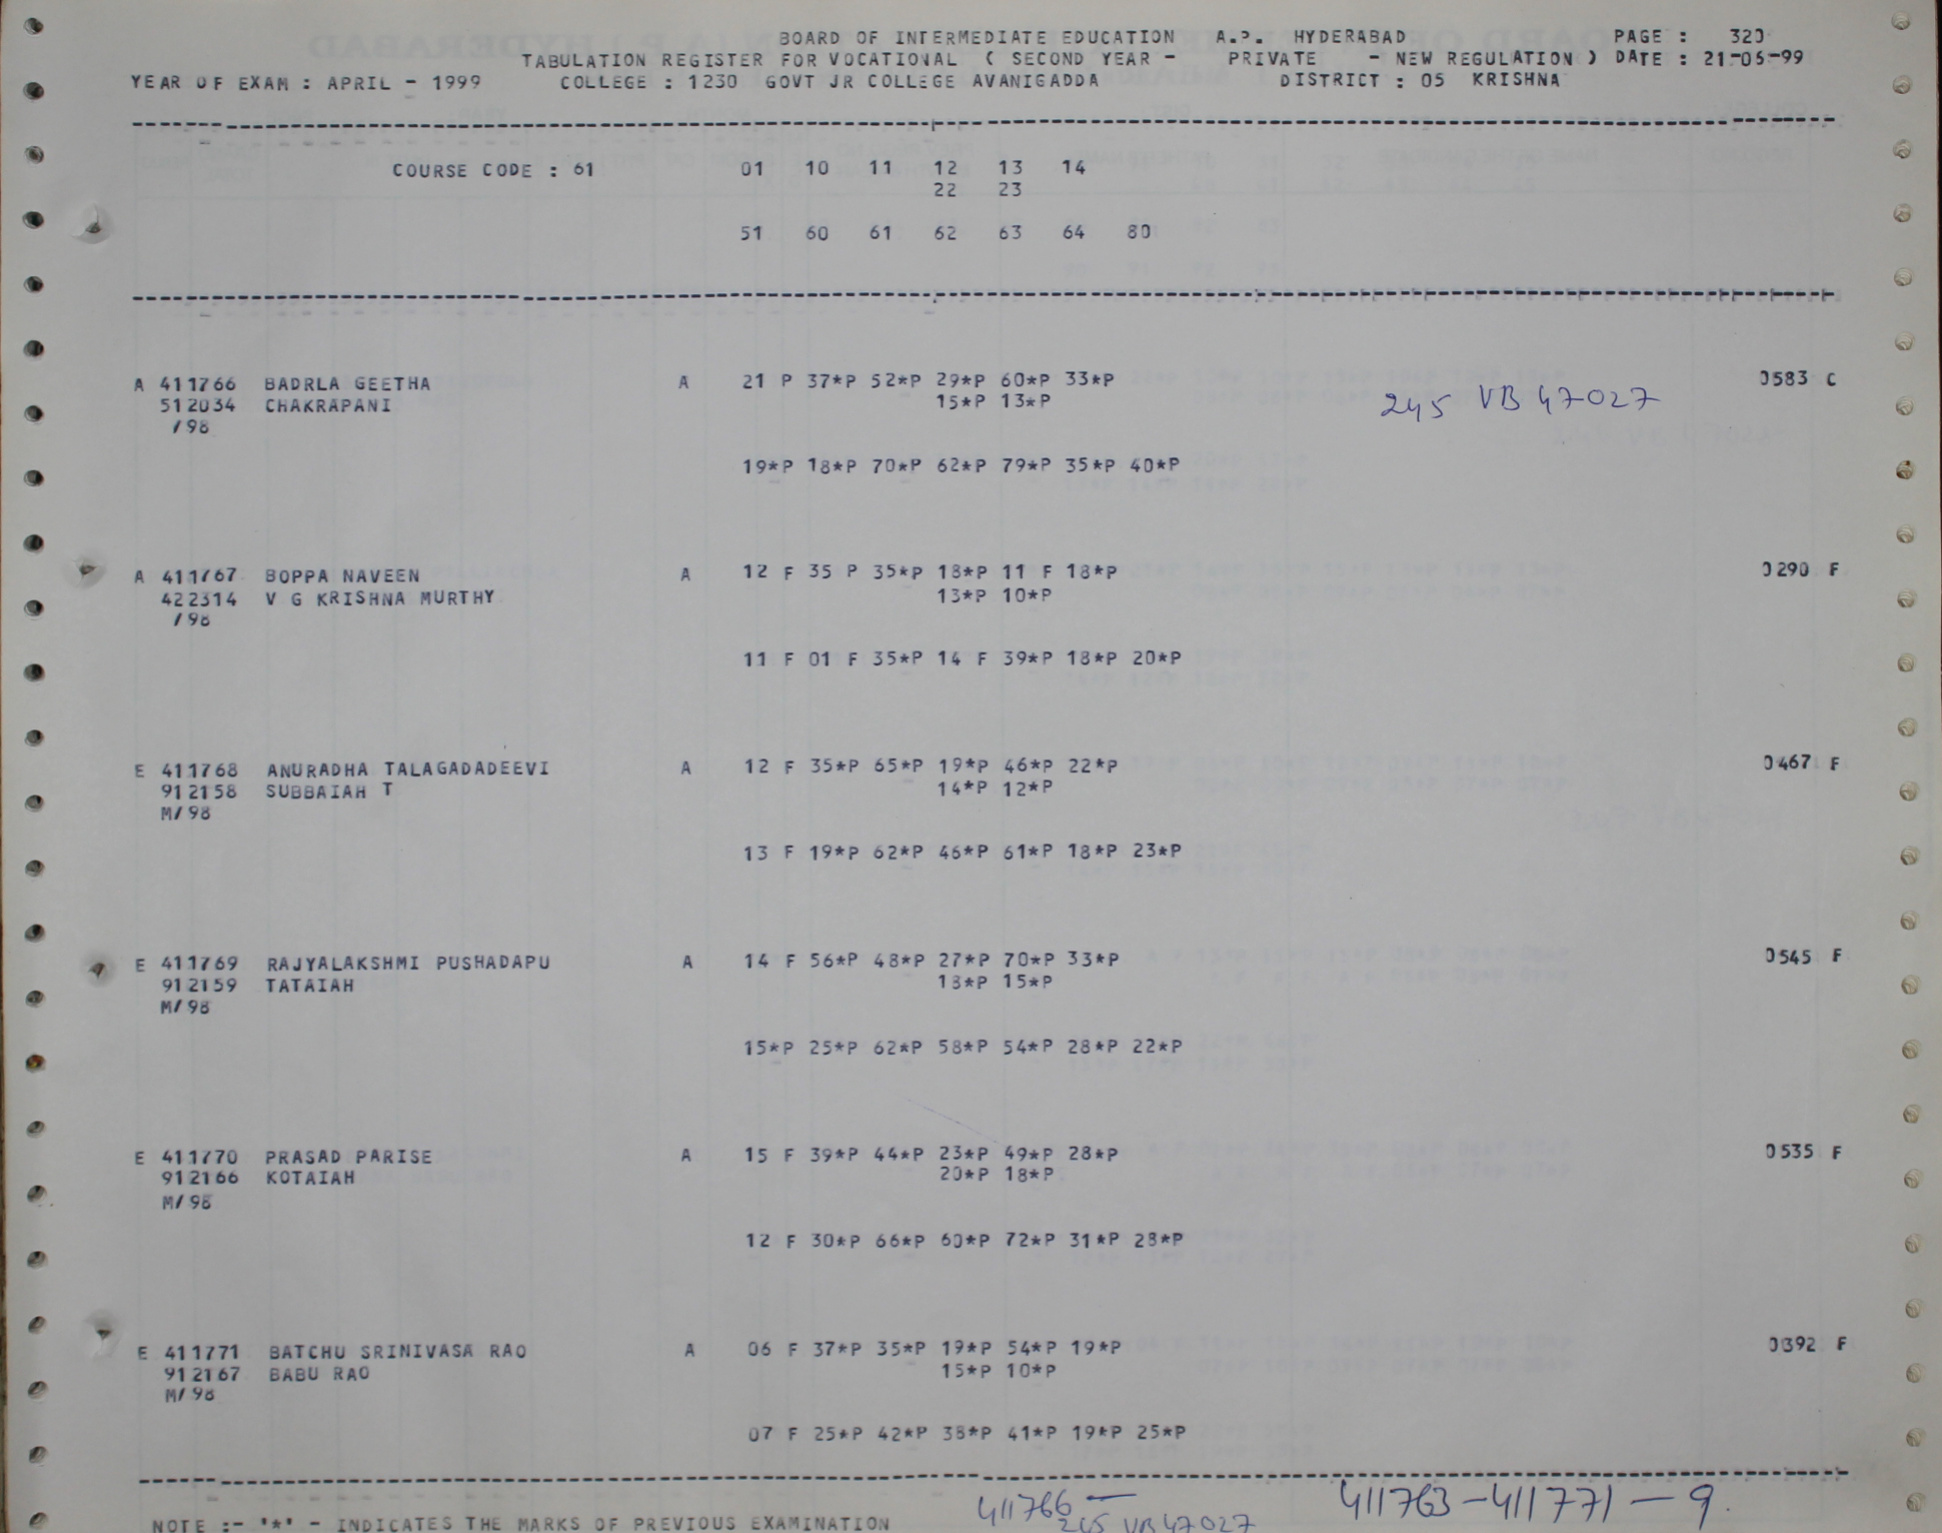 BOARD OF INTERMEDIATE EDUCATION A.P. HYDERABAD PAGE : 320
TABULATION REGISTER FOR VOCATIONAL ( SECOND YEAR - PRIVATE - NEW REGULATION ) DATE : 21-06-99
YEAR OF EXAM : APRIL - 1999 COLLEGE : 1230 GOVT JR COLLEGE AVANIGADDA DISTRICT : 05 KRISHNA
COURSE CODE : 61 01 10 11 12 13 14
22 23
51 60 61 62 63 64 80
A 411766 BADRLA GEETHA A 21 P 37*P 52*P 29*P 60*P 33*P 0583 C
512034 CHAKRAPANI 15*P 13*P 245 VB 47027
/98
19*P 18*P 70*P 62*P 79*P 35*P 40*P
A 411767 BOPPA NAVEEN A 12 F 35 P 35*P 18*P 11 F 18*P 0290 F
422314 V G KRISHNA MURTHY 13*P 10*P
/98
11 F 01 F 35*P 14 F 39*P 18*P 20*P
E 411768 ANURADHA TALAGADADEEVI A 12 F 35*P 65*P 19*P 46*P 22*P 0467 F
912158 SUBBAIAH T 14*P 12*P
M/98
13 F 19*P 62*P 46*P 61*P 18*P 23*P
E 411769 RAJYALAKSHMI PUSHADAPU A 14 F 56*P 48*P 27*P 70*P 33*P 0545 F
912159 TATAIAH 18*P 15*P
M/98
15*P 25*P 62*P 58*P 54*P 28*P 22*P
E 411770 PRASAD PARISE A 15 F 39*P 44*P 23*P 49*P 28*P 0535 F
912166 KOTAIAH 20*P 18*P
M/98
12 F 30*P 66*P 60*P 72*P 31*P 28*P
E 411771 BATCHU SRINIVASA RAO A 06 F 37*P 35*P 19*P 54*P 19*P 0392 F
912167 BABU RAO 15*P 10*P
M/98
07 F 25*P 42*P 38*P 41*P 19*P 25*P
411766 — 411763-411771 - 9.
NOTE :- '*' - INDICATES THE MARKS OF PREVIOUS EXAMINATION 245 VB 47027